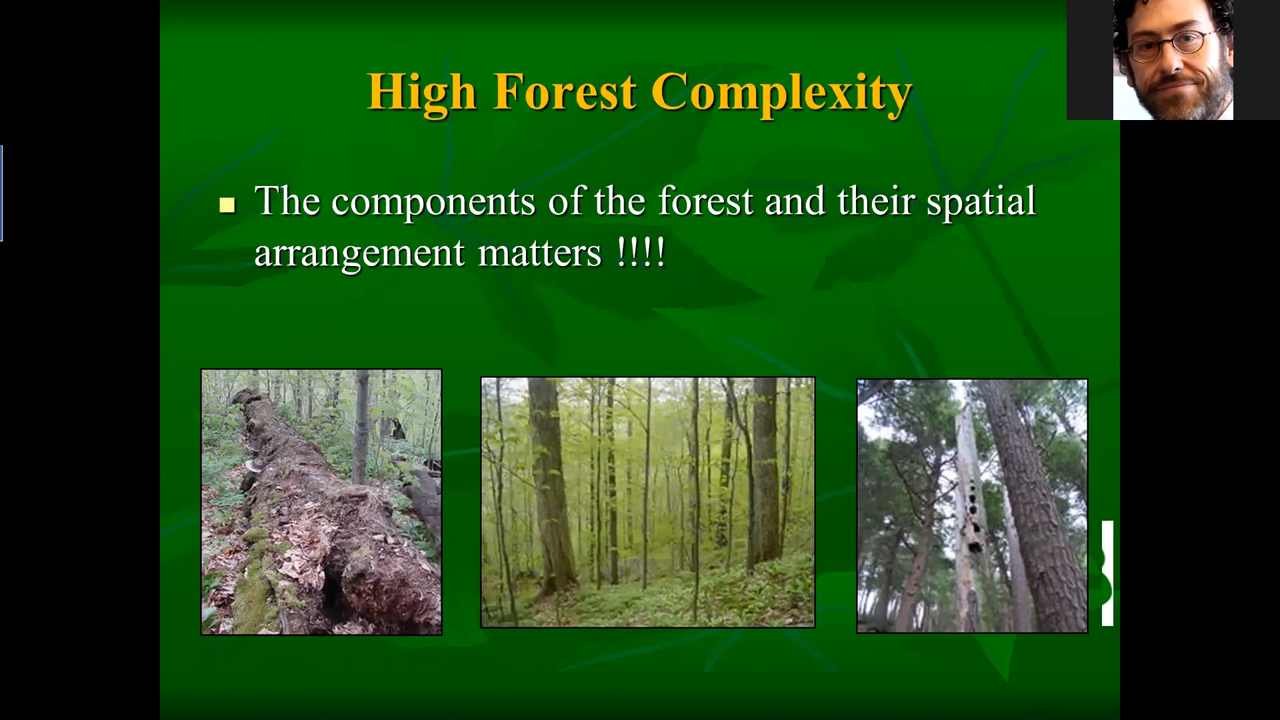 High Forest Complexity
The components of the forest and their spatial
arrangement matters !!!!